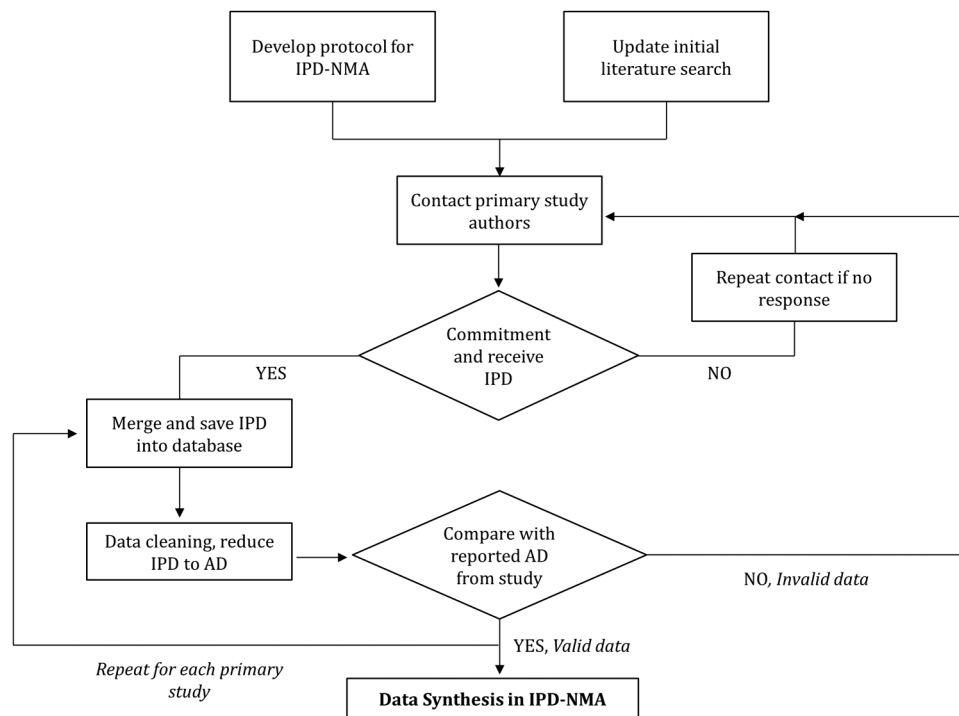 Develop protocol for
IPD-NMA
Update initial
literature search
Contact primary study
authors
Repeat contact if no
response
Commitment
and receive
IPD
YES
NO
Merge and save IPD
into database
Data cleaning, reduce
IPD to AD
Compare with
reported AD
from study
NO, Invalid data
YES, Valid data
Repeat for each primary
study
Data Synthesis in IPD-NMA